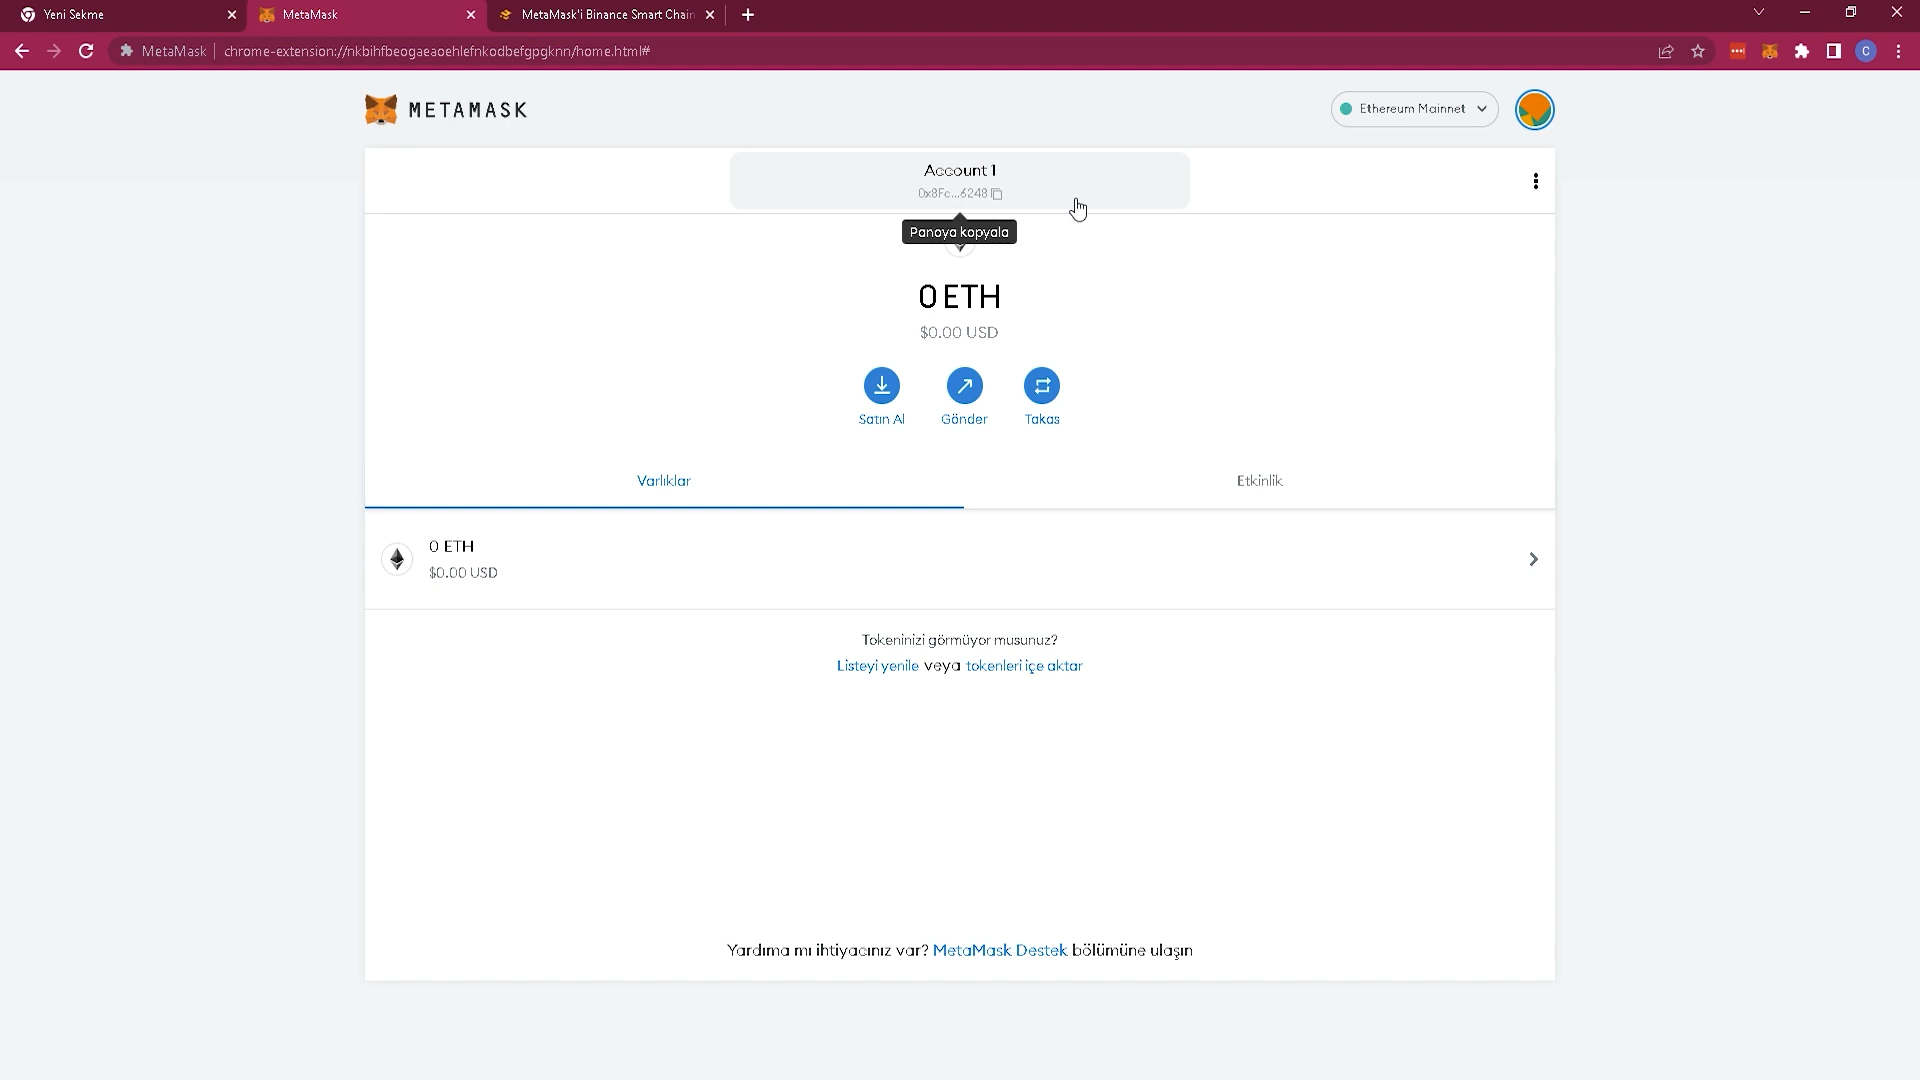 Yeni Sekme
MetaMask
MetaMask'i Binance Smart Chain
MetaMask
chrome-extension://nkbihfbeogaeaoehlefnkodbefgpgknn/home.html#
C
METAMASK
Ethereum Mainnet
Account 1
0x8Fc...6248
Panoya kopyala
0 ETH
$0.00 USD
Satın Al
Gönder
Takas
Varlıklar
Etkinlik
0 ETH
$0.00 USD
Tokeninizi görmüyor musunuz?
Listeyi yenile veya tokenleri içe aktar
Yardıma mı ihtiyacınız var? MetaMask Destek bölümüne ulaşın